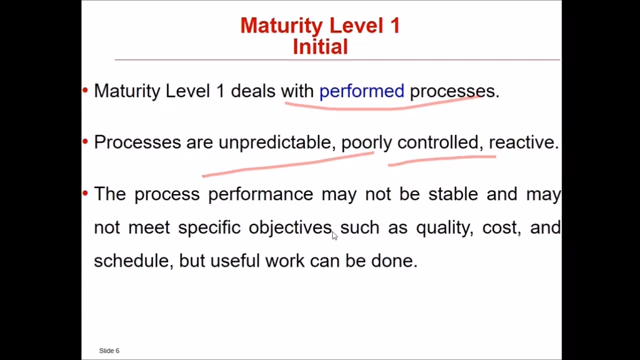 Maturity Level 1
Initial
• Maturity Level 1 deals with performed processes.
• Processes are unpredictable, poorly controlled, reactive.
• The process performance may not be stable and may
not meet specific objectives such as quality, cost, and
schedule, but useful work can be done.
Slide 6